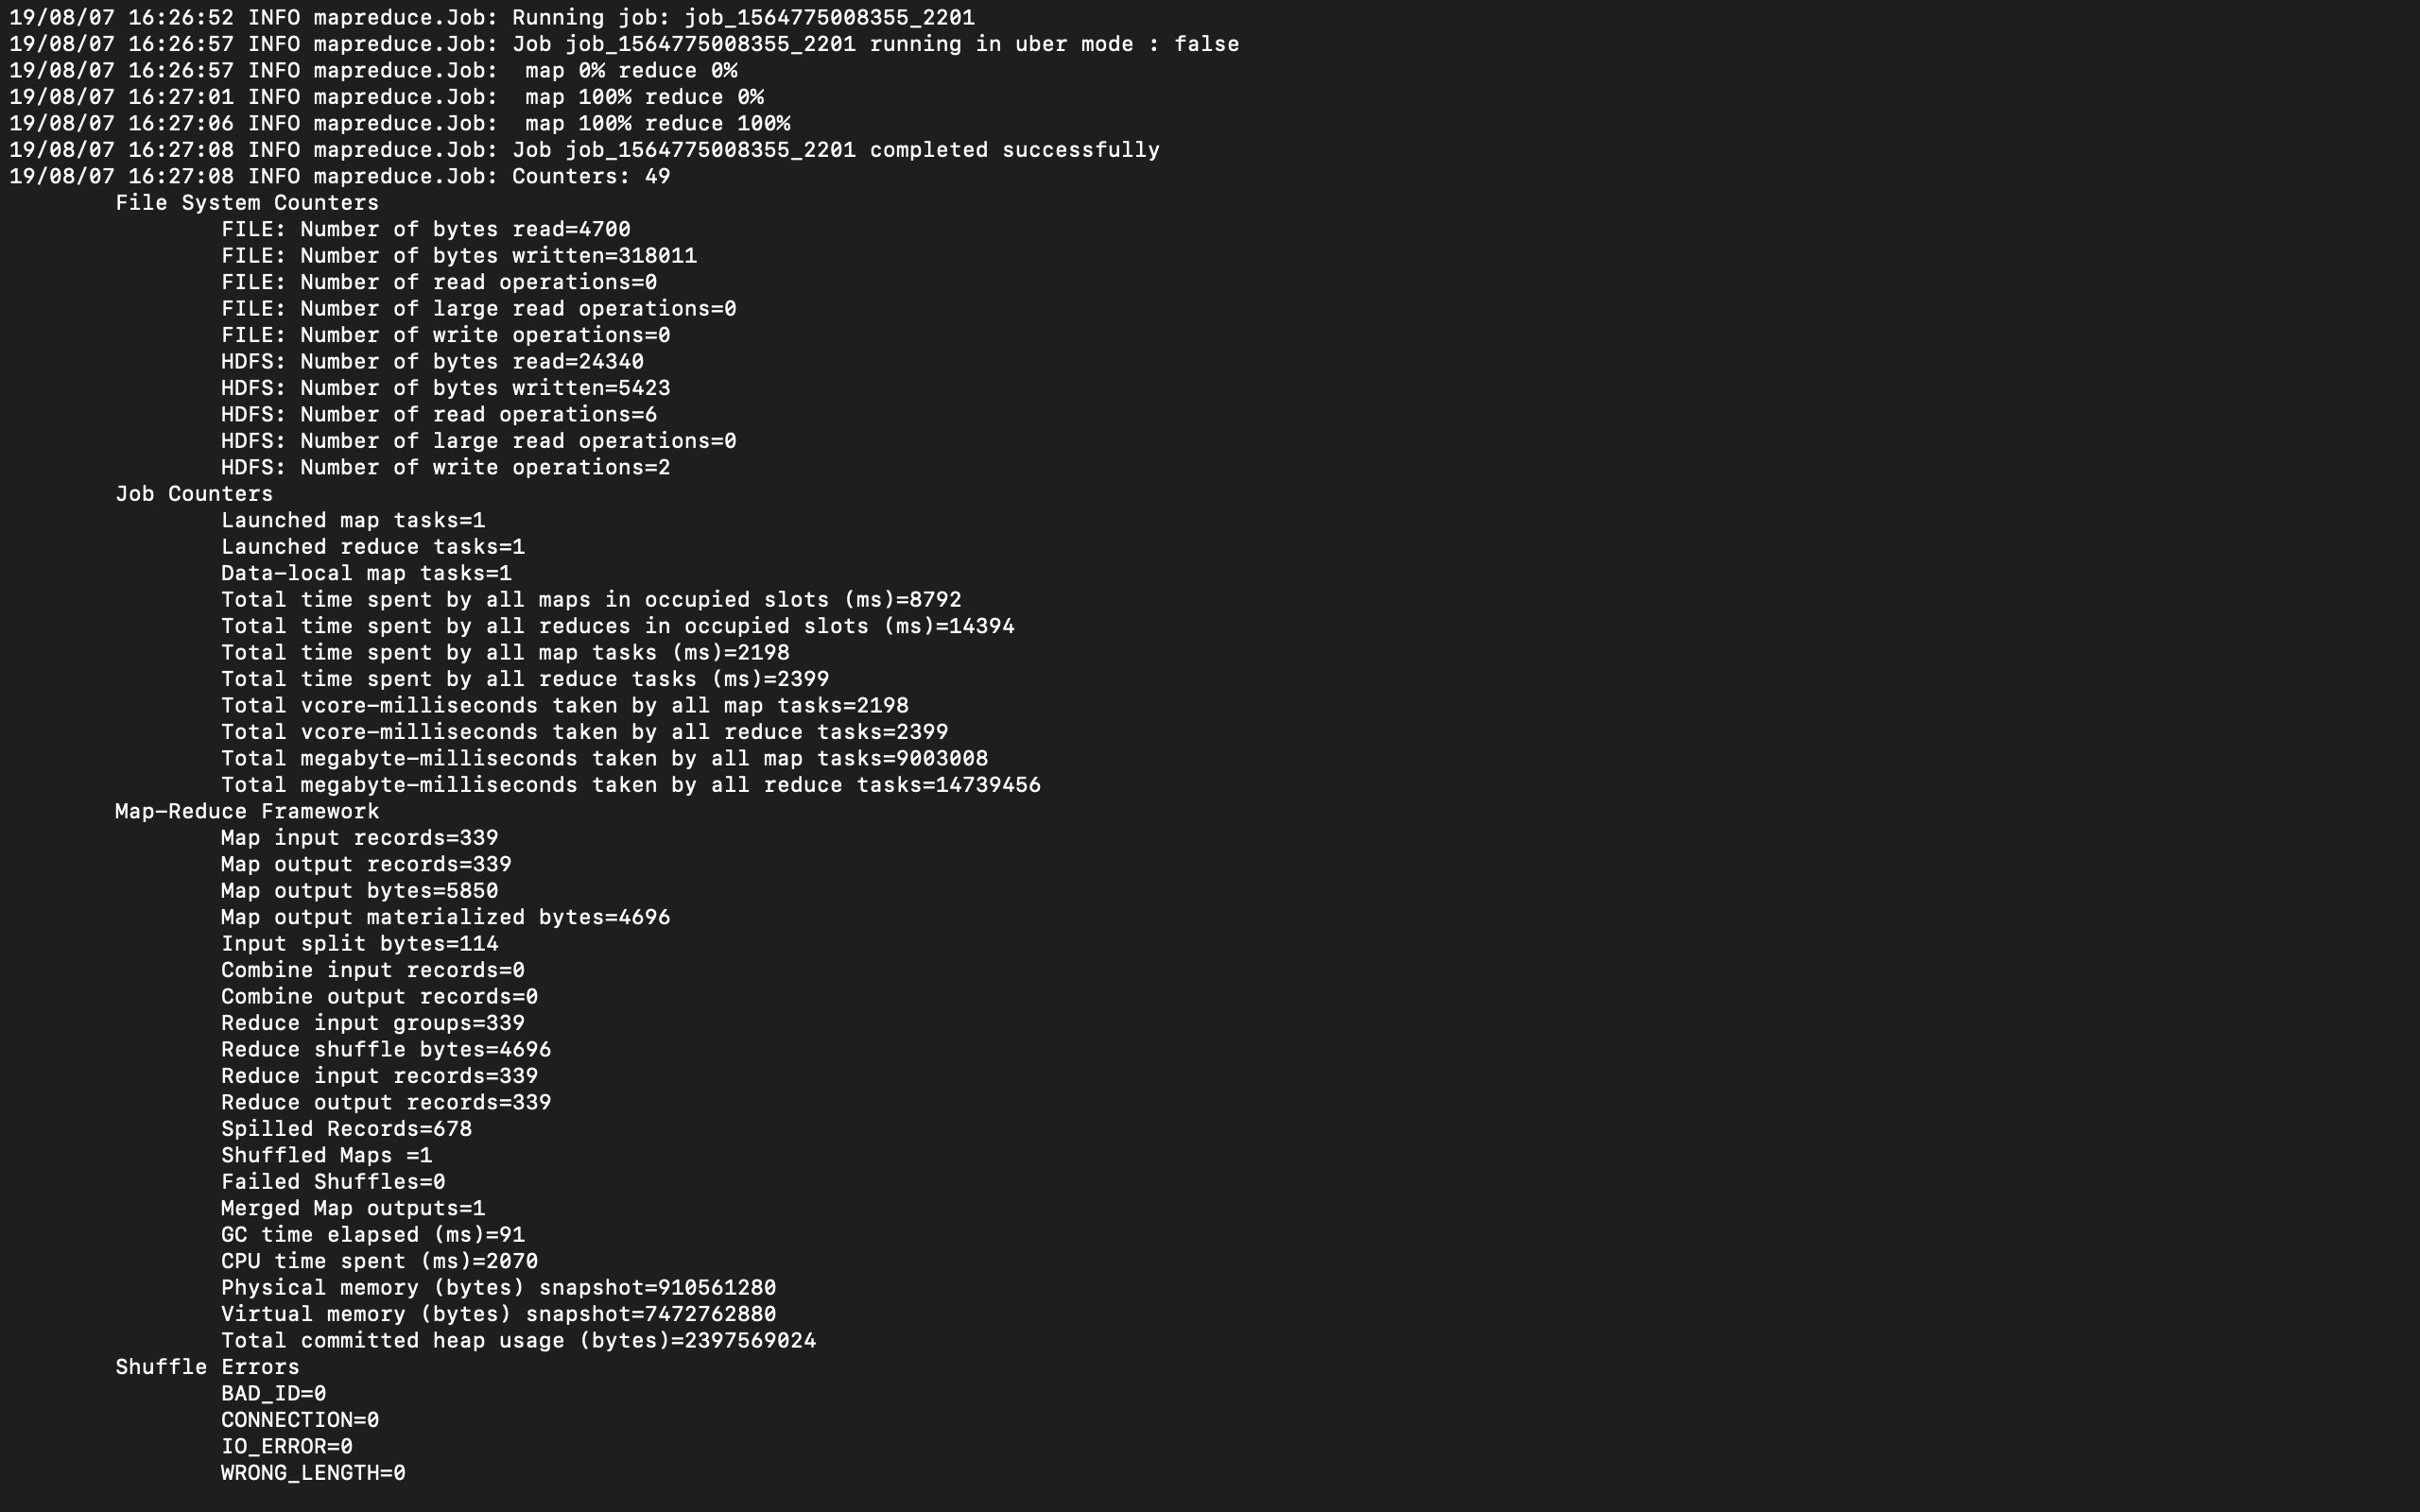 19/08/07 16:26:52 INFO mapreduce.Job: Running job: job_1564775008355_2201
19/08/07 16:26:57 INFO mapreduce.Job: Job job_1564775008355_2201 running in uber mode : false
19/08/07 16:26:57 INFO mapreduce.Job:  map 0% reduce 0%
19/08/07 16:27:01 INFO mapreduce.Job:  map 100% reduce 0%
19/08/07 16:27:06 INFO mapreduce.Job:  map 100% reduce 100%
19/08/07 16:27:08 INFO mapreduce.Job: Job job_1564775008355_2201 completed successfully
19/08/07 16:27:08 INFO mapreduce.Job: Counters: 49
File System Counters
FILE: Number of bytes read=4700
FILE: Number of bytes written=318011
FILE: Number of read operations=0
FILE: Number of large read operations=0
FILE: Number of write operations=0
HDFS: Number of bytes read=24340
HDFS: Number of bytes written=5423
HDFS: Number of read operations=6
HDFS: Number of large read operations=0
HDFS: Number of write operations=2
Job Counters
Launched map tasks=1
Launched reduce tasks=1
Data-local map tasks=1
Total time spent by all maps in occupied slots (ms)=8792
Total time spent by all reduces in occupied slots (ms)=14394
Total time spent by all map tasks (ms)=2198
Total time spent by all reduce tasks (ms)=2399
Total vcore-milliseconds taken by all map tasks=2198
Total vcore-milliseconds taken by all reduce tasks=2399
Total megabyte-milliseconds taken by all map tasks=9003008
Total megabyte-milliseconds taken by all reduce tasks=14739456
Map-Reduce Framework
Map input records=339
Map output records=339
Map output bytes=5850
Map output materialized bytes=4696
Input split bytes=114
Combine input records=0
Combine output records=0
Reduce input groups=339
Reduce shuffle bytes=4696
Reduce input records=339
Reduce output records=339
Spilled Records=678
Shuffled Maps =1
Failed Shuffles=0
Merged Map outputs=1
GC time elapsed (ms)=91
CPU time spent (ms)=2070
Physical memory (bytes) snapshot=910561280
Virtual memory (bytes) snapshot=7472762880
Total committed heap usage (bytes)=2397569024
Shuffle Errors
BAD_ID=0
CONNECTION=0
IO_ERROR=0
WRONG_LENGTH=0